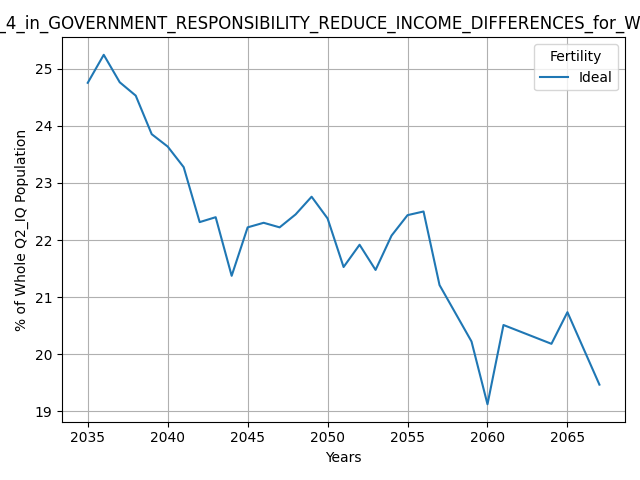 _4_in_GOVERNMENT_RESPONSIBILITY_REDUCE_INCOME_DIFFERENCES_for_W
Fertility
Ideal
% of Whole Q2_IQ Population
25
24
23
22
21
20
19
2035 2040 2045 2050 2055 2060 2065
Years